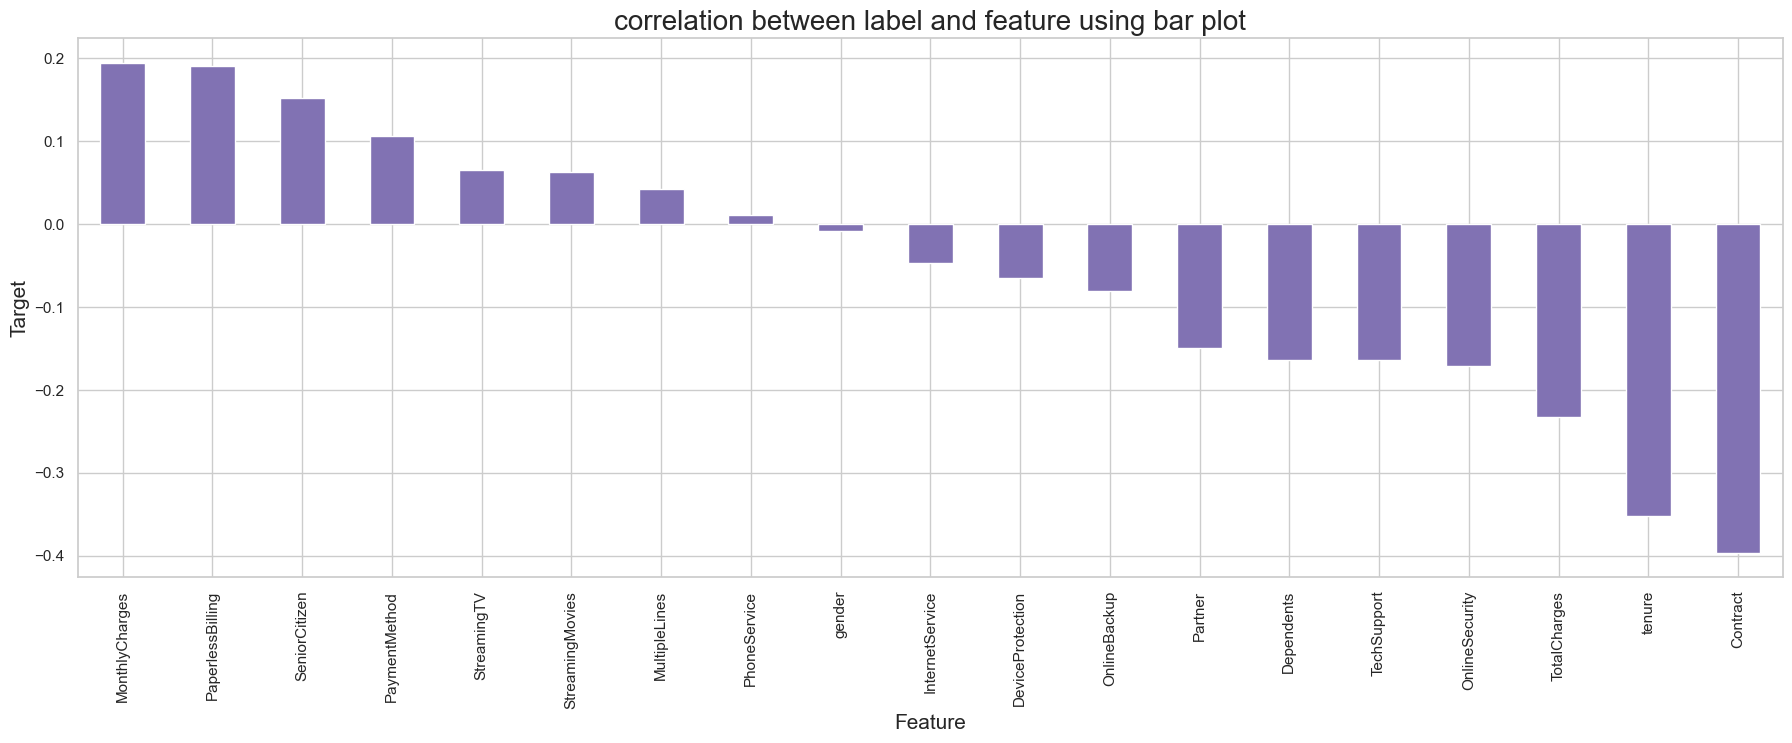 correlation between label and feature using bar plot
0.2
0.1
0.0
−0.1
−0.2
−0.3
−0.4
Target
MonthlyCharges
PaperlessBilling
SeniorCitizen
PaymentMethod
StreamingTV
StreamingMovies
MultipleLines
PhoneService
gender
InternetService
DeviceProtection
OnlineBackup
Partner
Dependents
TechSupport
OnlineSecurity
TotalCharges
tenure
Contract
Feature